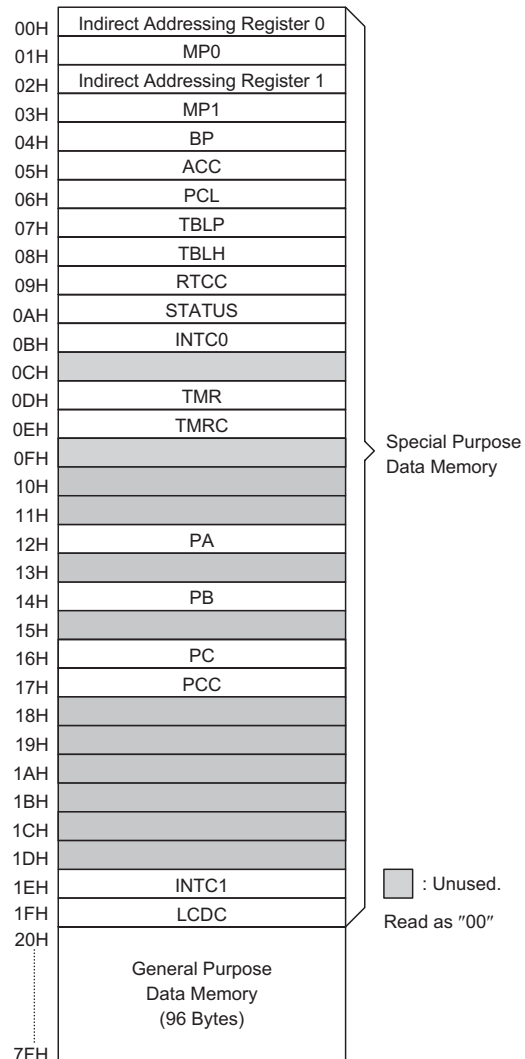 00H Indirect Addressing Register 0
01H MP0
02H Indirect Addressing Register 1
03H MP1
04H BP
05H ACC
06H PCL
07H TBLP
08H TBLH
09H RTCC
0AH STATUS
0BH INTC0
0CH
0DH TMR
0EH TMRC
0FH
10H
11H
12H PA
13H
14H PB
15H
16H PC
17H PCC
18H
19H
1AH
1BH
1CH
1DH
1EH INTC1
1FH LCDC
20H
General Purpose
Data Memory
(96 Bytes)
7FH
Special Purpose
Data Memory
: Unused.
Read as "00"